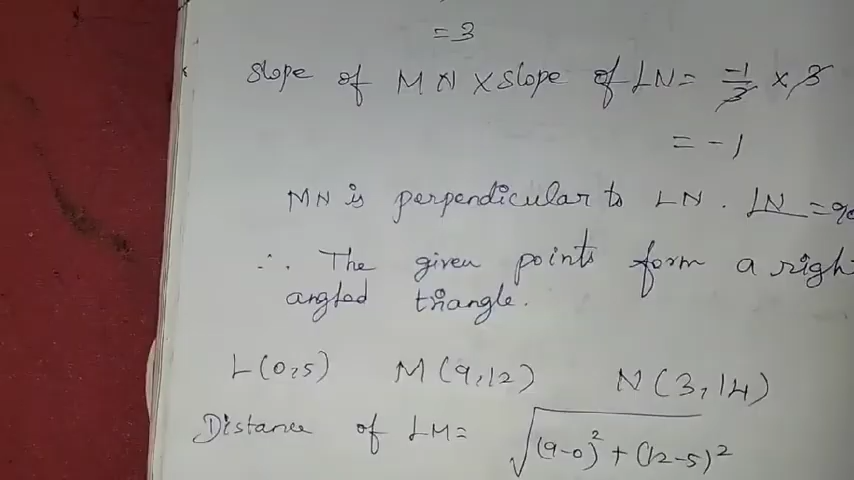 = 3
Slope of MN × slope of LN = -1/3 × 3
= -1
MN is perpendicular to LN. ∠N = 90
∴ The given points form a right
angled triangle.
L(0,5) M(9,12) N(3,14)
Distance of LM = √(9-0)² + (12-5)²